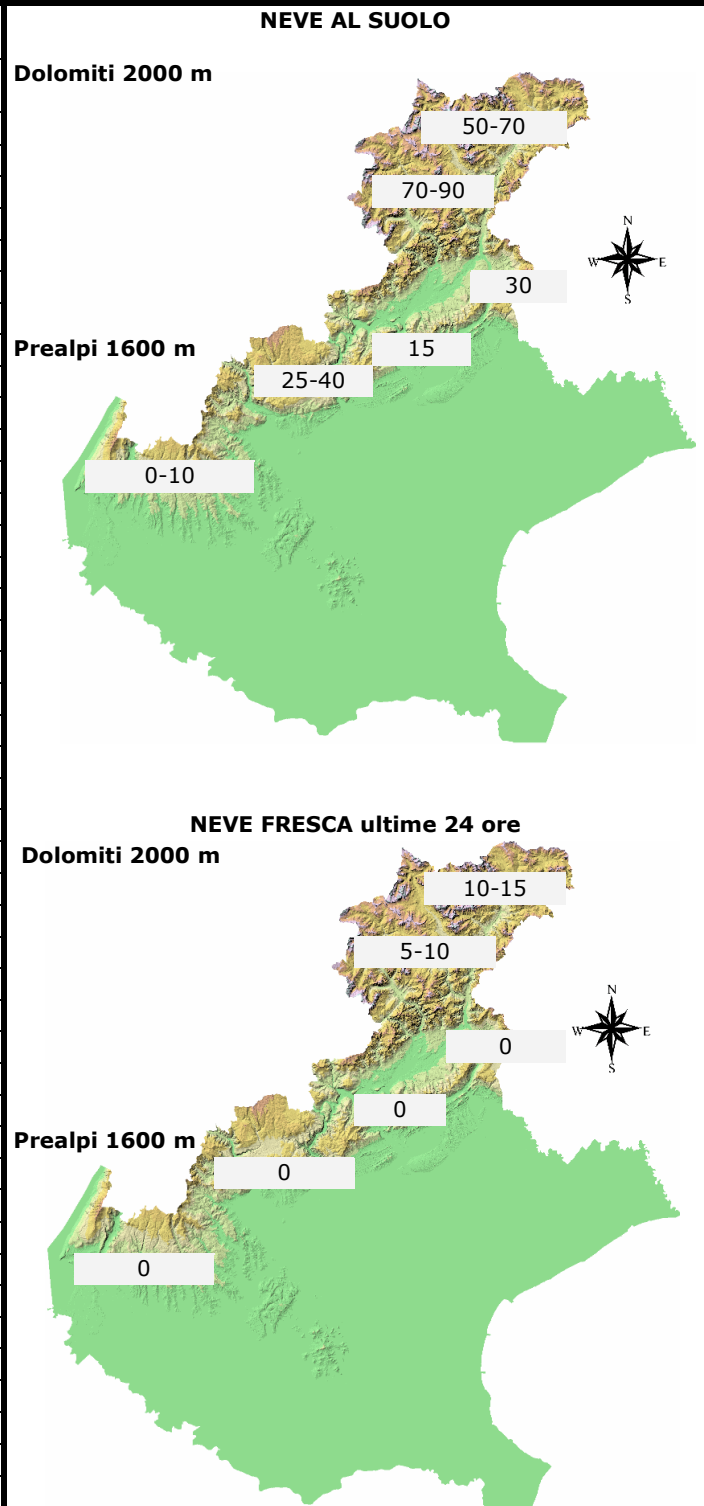 NEVE AL SUOLO
Dolomiti 2000 m
50-70
70-90
N
W E
S
30
Prealpi 1600 m
15
25-40
0-10
NEVE FRESCA ultime 24 ore
Dolomiti 2000 m
10-15
5-10
N
W E
S
0
0
Prealpi 1600 m
0
0